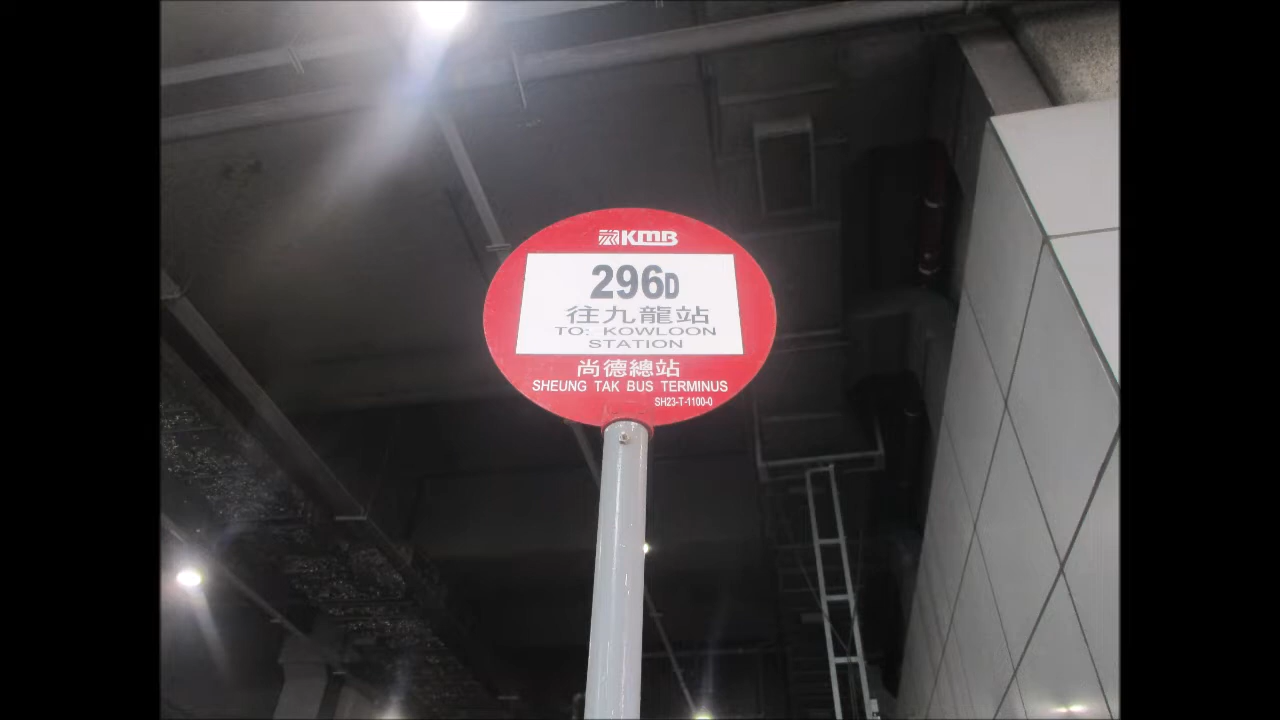 KMB
296D
往九龍站
TO: KOWLOON
STATION
尚德總站
SHEUNG TAK BUS TERMINUS
SH23-T-1100-0